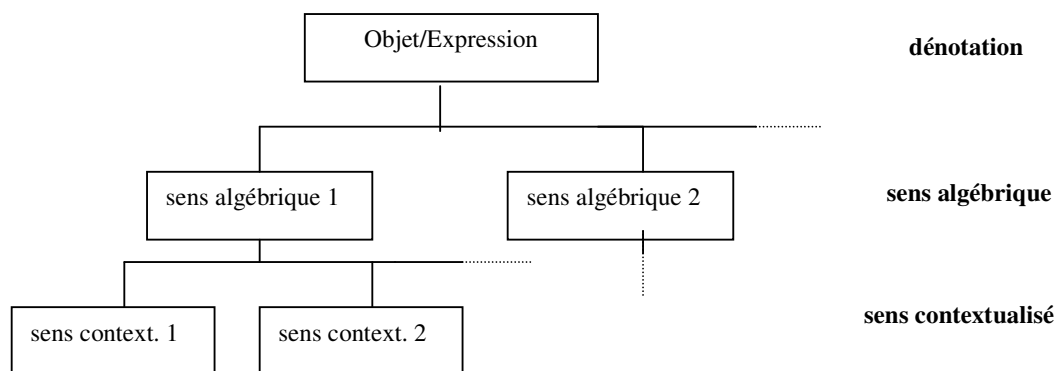 Objet/Expression
dénotation
sens algébrique 1
sens algébrique 2
sens algébrique
sens context. 1
sens context. 2
sens contextualisé